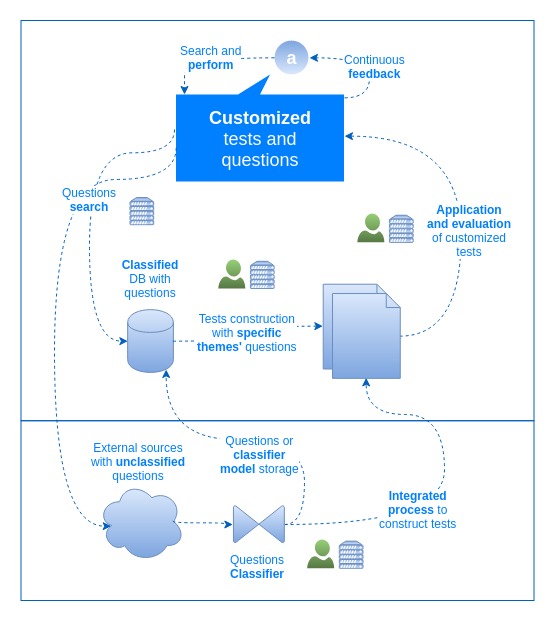 Search and
perform
a
Continuous
feedback
Customized
tests and
questions
Questions
search
Application
and evaluation
of customized
tests
Classified
DB with
questions
Tests construction
with specific
themes' questions
External sources
with unclassified
questions
Questions or
classifier
model storage
Integrated
process to
construct tests
Questions
Classifier